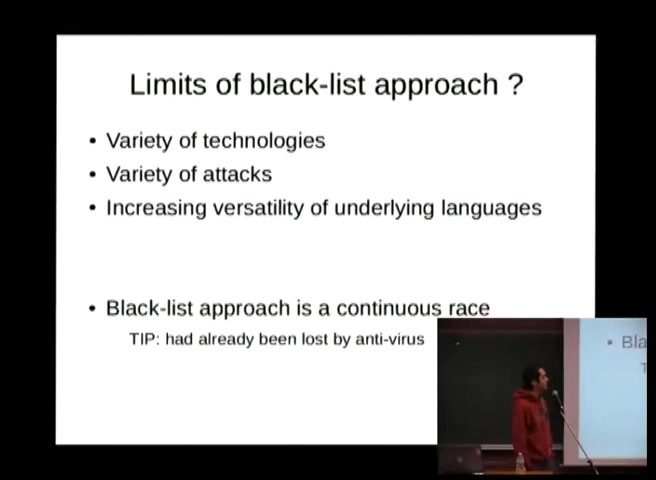 Limits of black-list approach ?
• Variety of technologies
• Variety of attacks
• Increasing versatility of underlying languages
• Black-list approach is a continuous race
TIP: had already been lost by anti-virus
• Bla
T